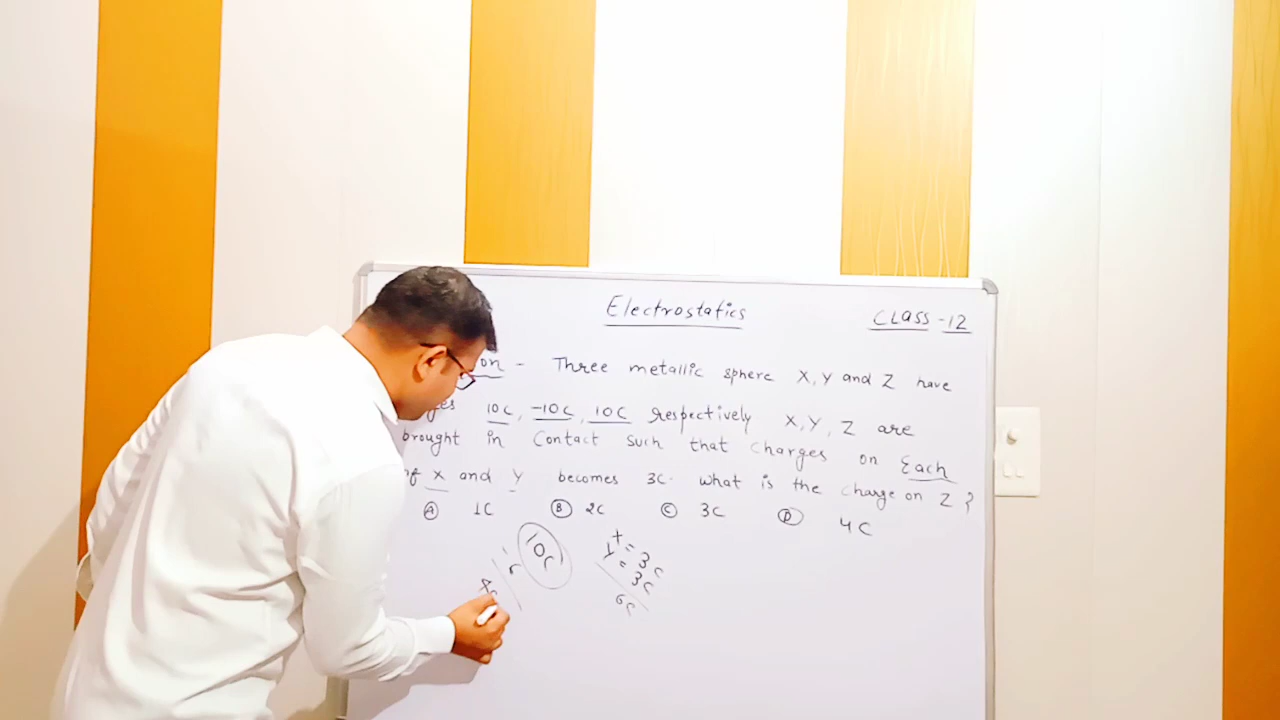 Electrostatics
CLASS-12
on - Three metallic sphere X, Y and Z have
ges 10C, -10C, 10C respectively X, Y, Z are
brought in Contact such that Charges on Each
of X and Y becomes 3C. what is the charge on Z ?
(A) 1C (B) 2C (C) 3C (D) 4C
10C
X = 3C
Y = 3C
6C